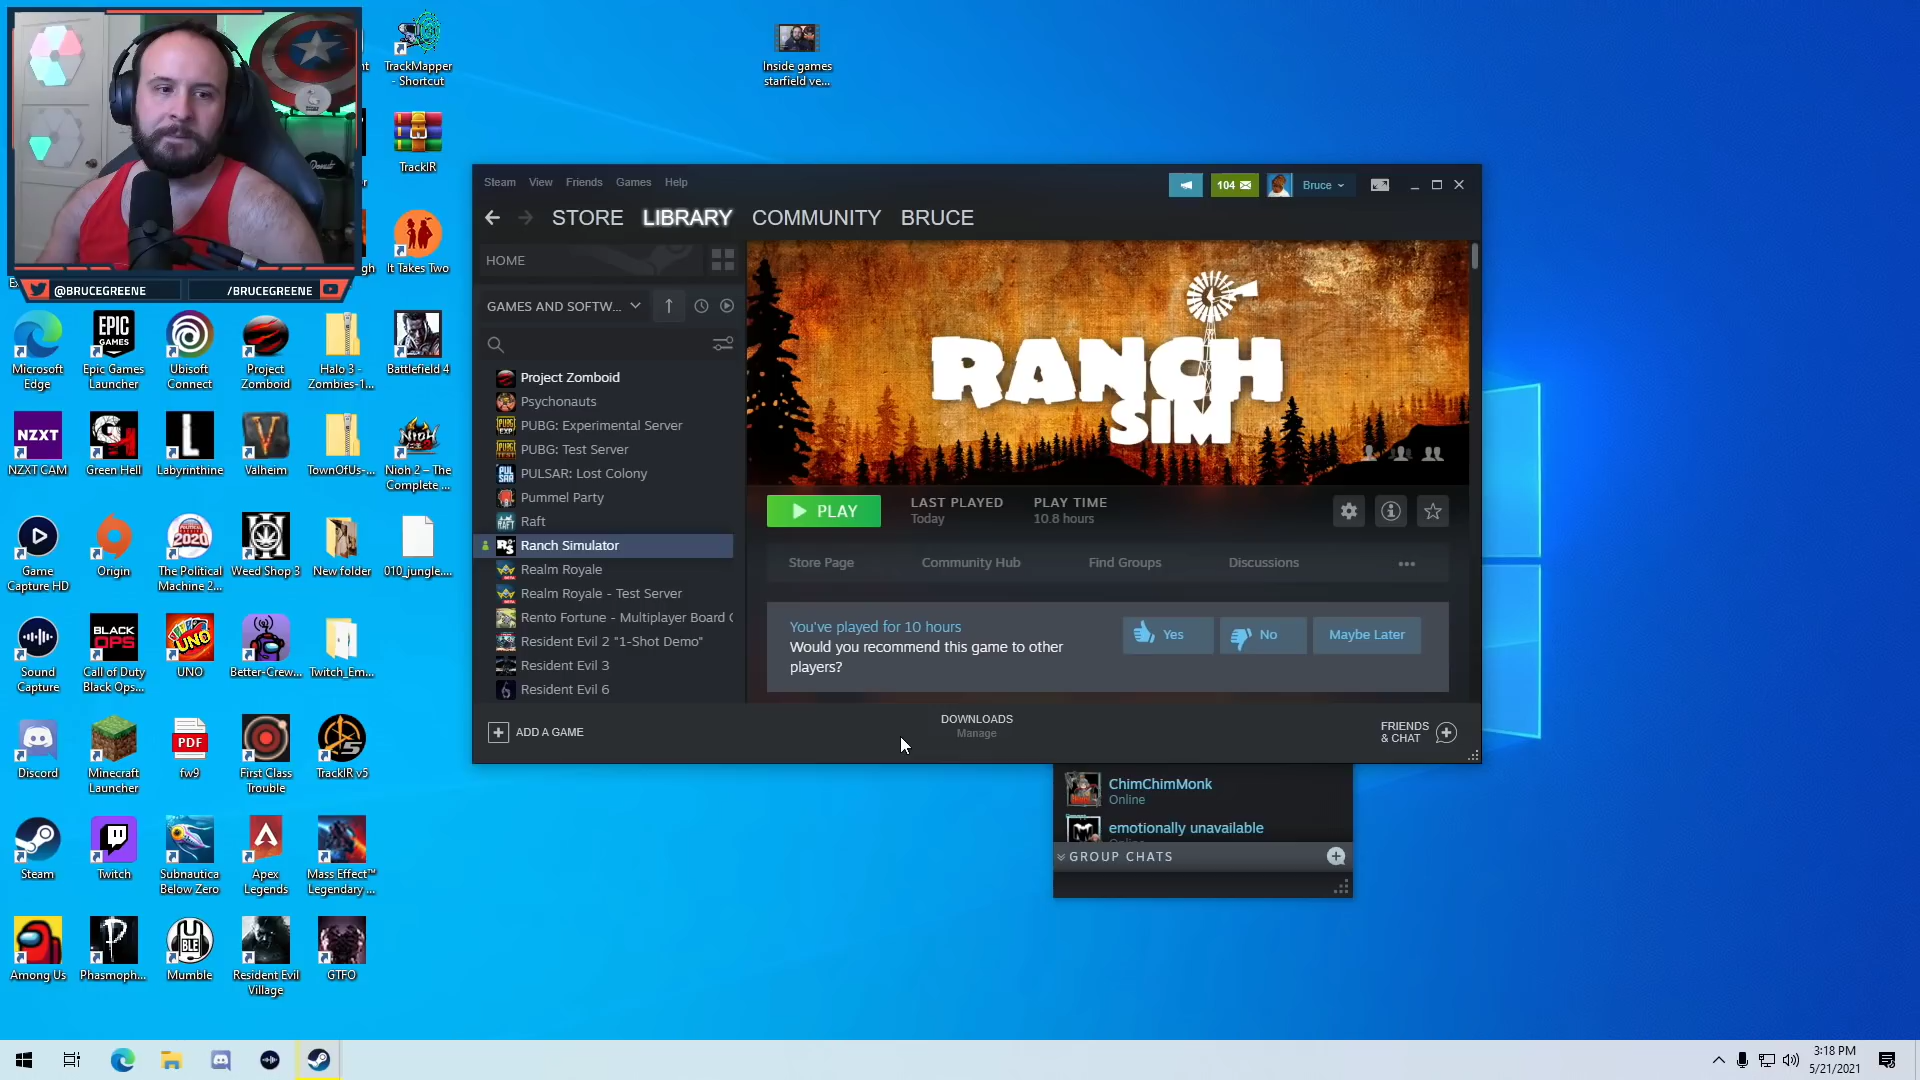 TrackMapper
- Shortcut
Inside games
starfield ve...
TrackIR
It Takes Two
@BRUCEGREENE
/BRUCEGREENE
Microsoft
Edge
EPIC
GAMES
Epic Games
Launcher
Ubisoft
Connect
Project
Zomboid
Halo 3 -
Zombies-1...
Battlefield 4
NZXT
NZXT CAM
Green Hell
Labyrinthine
Valheim
TownOfUs-...
NIOH
Nioh 2 – The
Complete ...
Game
Capture HD
Origin
2020
The Political
Machine 2...
Weed Shop 3
New folder
010_jungle....
Sound
Capture
BLACK
OPS
Call of Duty
Black Ops...
UNO
UNO
Better-Crew...
Twitch_Em...
Discord
Minecraft
Launcher
PDF
fw9
First Class
Trouble
TrackIR v5
Steam
Twitch
Subnautica
Below Zero
Apex
Legends
Mass Effect™
Legendary ...
Among Us
Phasmoph...
BLE
Mumble
Resident Evil
Village
GTFO
Steam View Friends Games Help
104
Bruce
STORE LIBRARY COMMUNITY BRUCE
HOME
GAMES AND SOFTW...
Project Zomboid
Psychonauts
PUBG: Experimental Server
PUBG: Test Server
PULSAR: Lost Colony
Pummel Party
Raft
Ranch Simulator
Realm Royale
Realm Royale - Test Server
Rento Fortune - Multiplayer Board
Resident Evil 2 "1-Shot Demo"
Resident Evil 3
Resident Evil 6
ADD A GAME
RANCH
SIM
PLAY
LAST PLAYED
Today
PLAY TIME
10.8 hours
Store Page
Community Hub
Find Groups
Discussions
You've played for 10 hours
Would you recommend this game to other
players?
Yes
No
Maybe Later
DOWNLOADS
Manage
FRIENDS
& CHAT
ChimChimMonk
Online
emotionally unavailable
GROUP CHATS
3:18 PM
5/21/2021